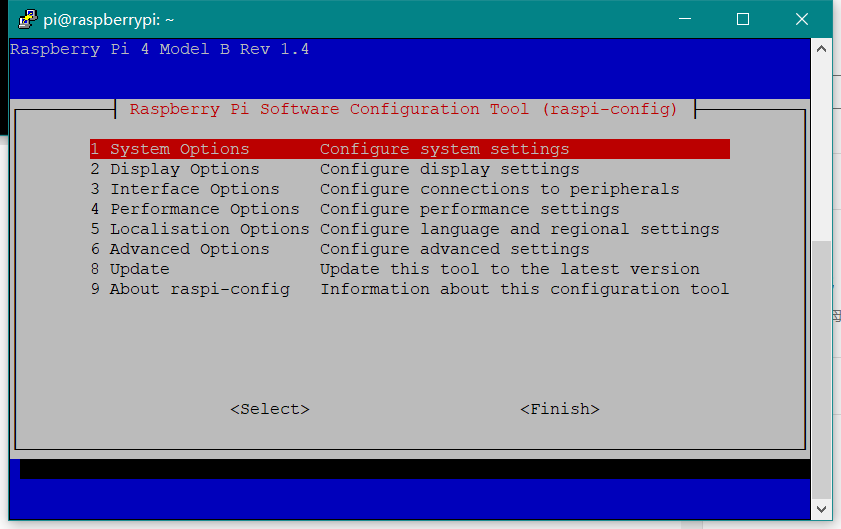 pi@raspberrypi: ~
Raspberry Pi 4 Model B Rev 1.4
Raspberry Pi Software Configuration Tool (raspi-config)
1 System Options Configure system settings
2 Display Options Configure display settings
3 Interface Options Configure connections to peripherals
4 Performance Options Configure performance settings
5 Localisation Options Configure language and regional settings
6 Advanced Options Configure advanced settings
8 Update Update this tool to the latest version
9 About raspi-config Information about this configuration tool
<Select> <Finish>